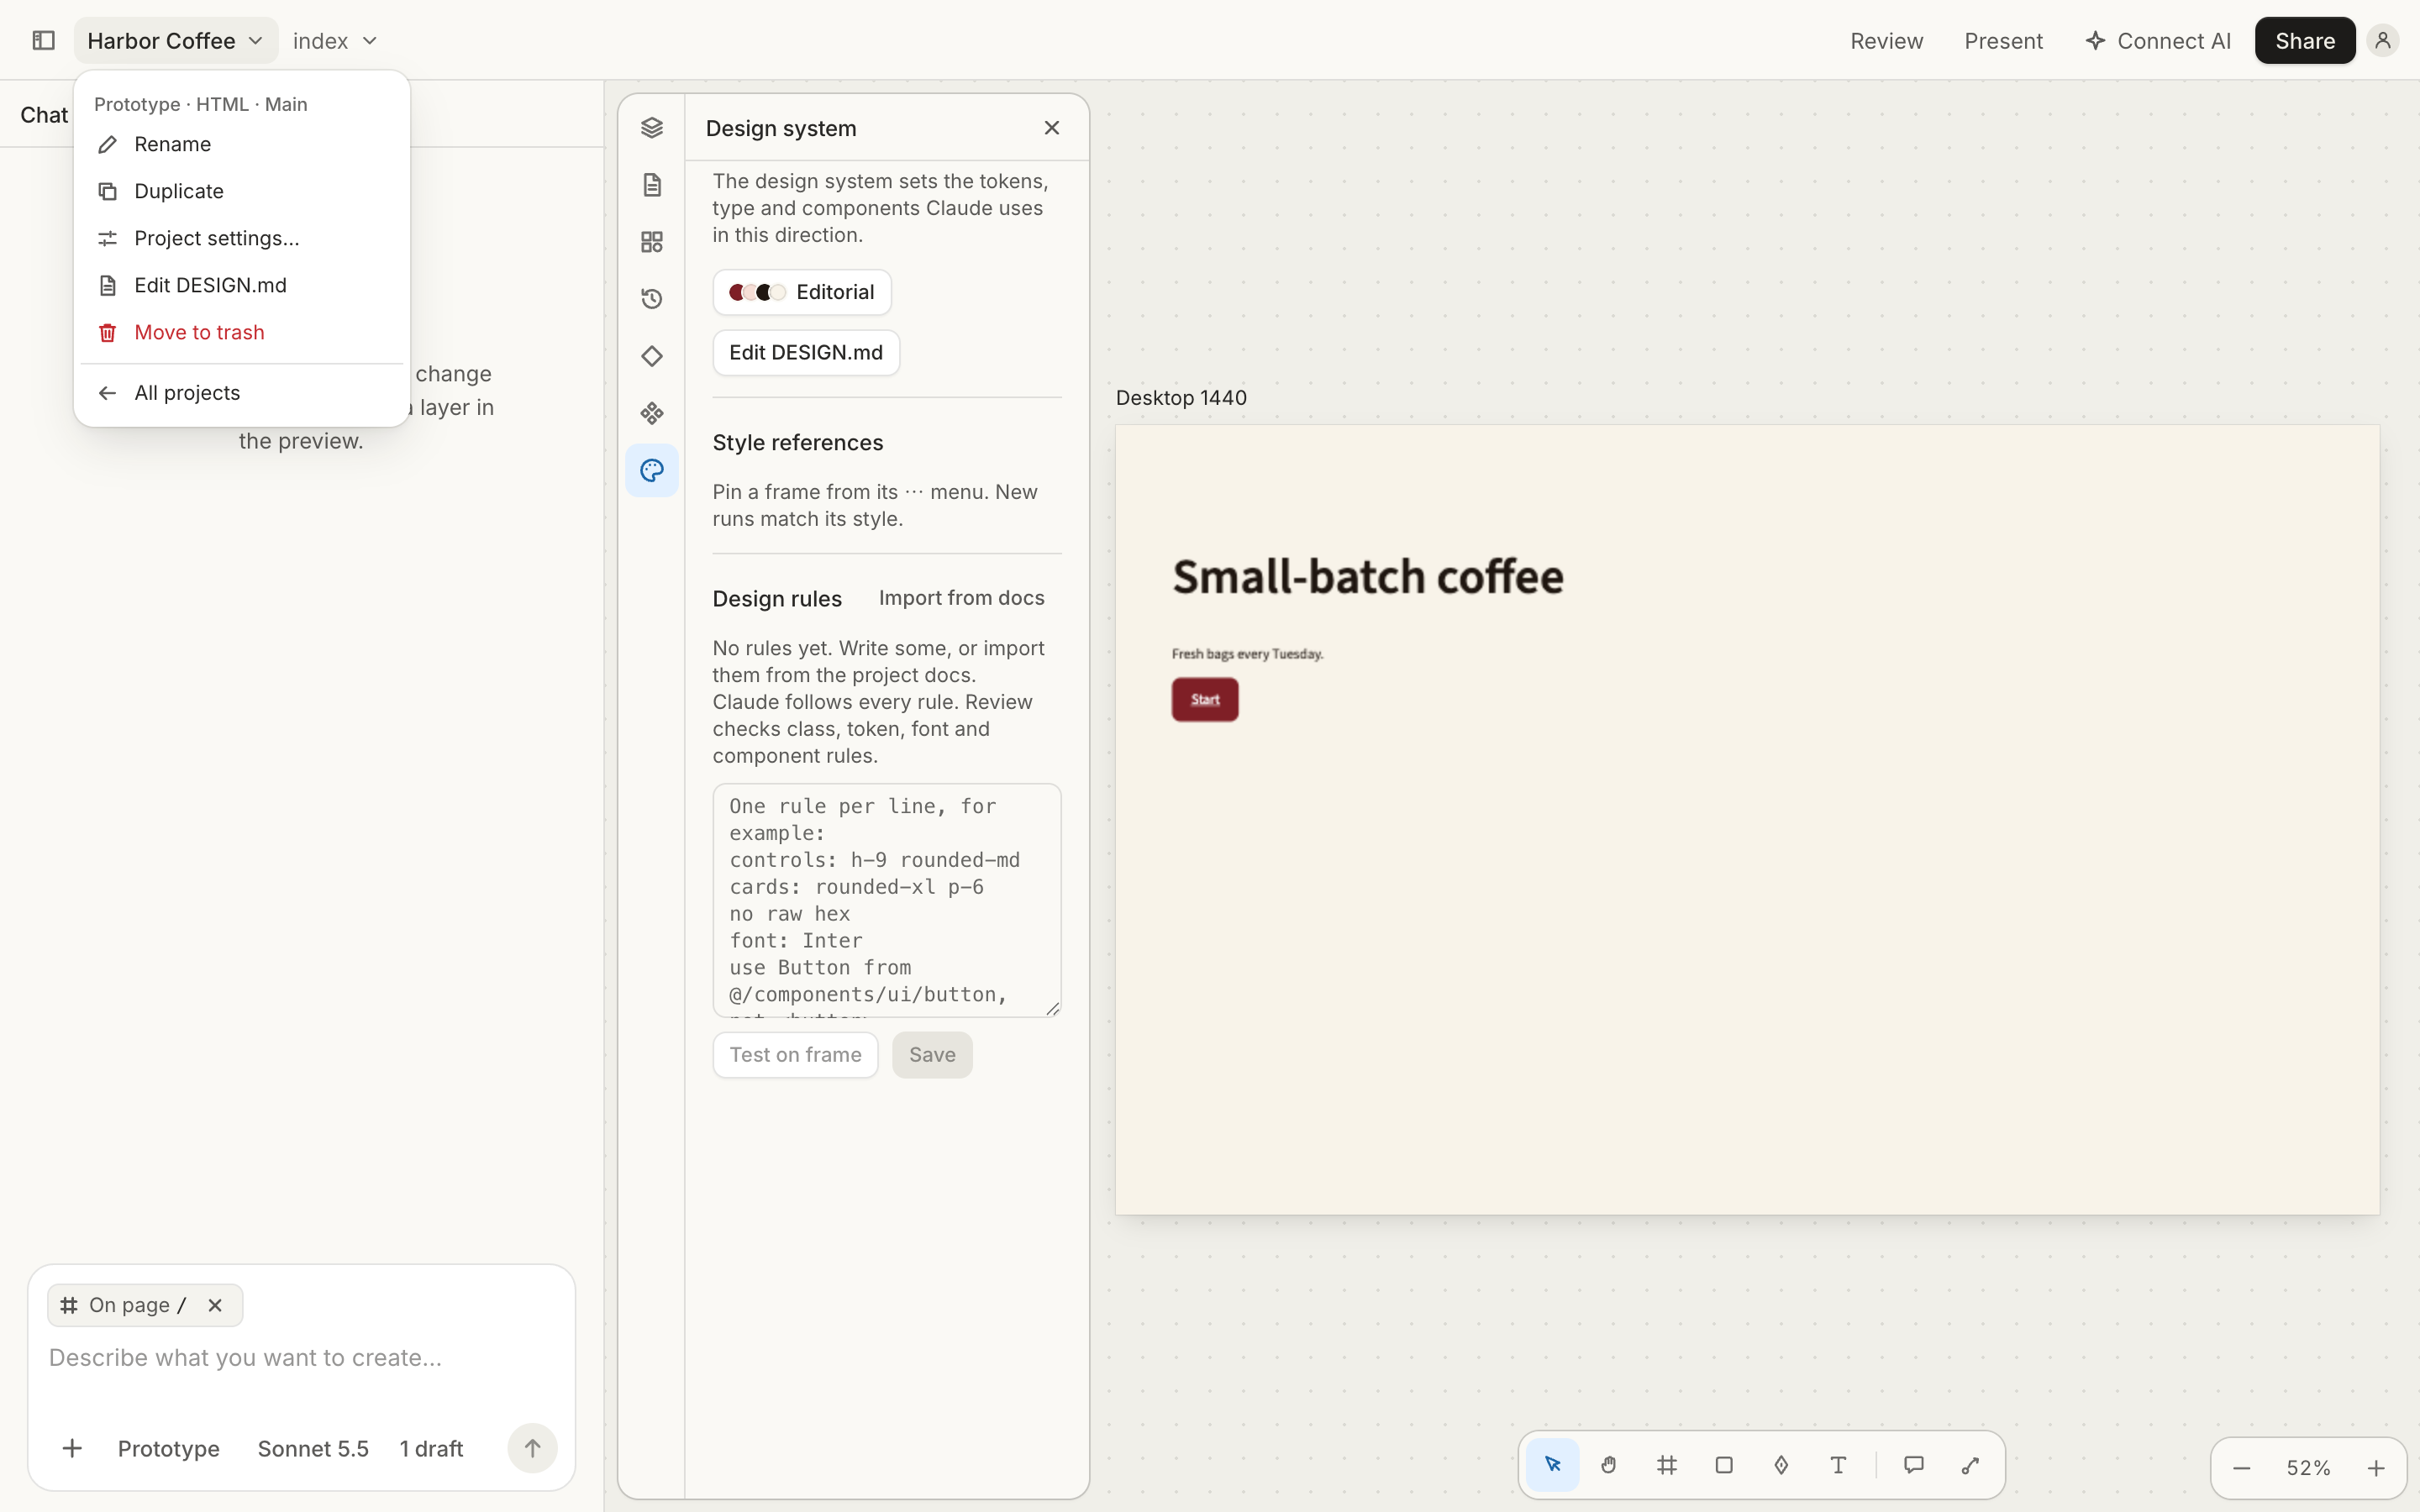 Harbor Coffee
index
Review
Present
Connect AI
Share
Chat
Prototype · HTML · Main
Rename
Duplicate
Project settings...
Edit DESIGN.md
Move to trash
All projects
change
layer in
the preview.
Design system
The design system sets the tokens,
type and components Claude uses
in this direction.
Editorial
Edit DESIGN.md
Style references
Pin a frame from its ··· menu. New
runs match its style.
Design rules
Import from docs
No rules yet. Write some, or import
them from the project docs.
Claude follows every rule. Review
checks class, token, font and
component rules.
One rule per line, for
example:
controls: h-9 rounded-md
cards: rounded-xl p-6
no raw hex
font: Inter
use Button from
@/components/ui/button,
Test on frame
Save
Desktop 1440
Small-batch coffee
Fresh bags every Tuesday.
Start
On page /
Describe what you want to create...
Prototype
Sonnet 5.5
1 draft
52%